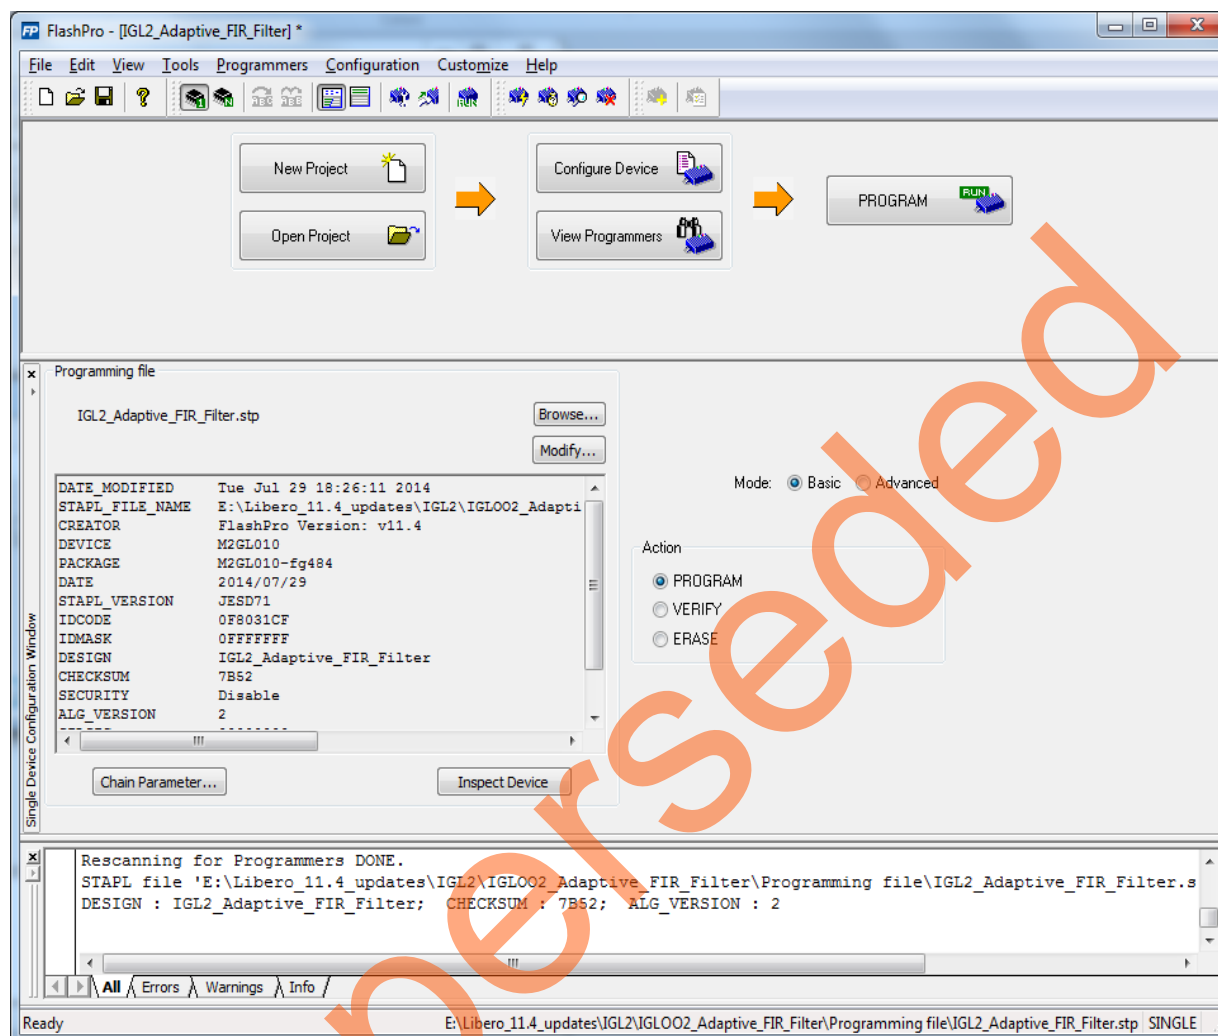 FP FlashPro - [IGL2_Adaptive_FIR_Filter] *
File Edit View Tools Programmers Configuration Customize Help
New Project
Configure Device
PROGRAM
RUN
Open Project
View Programmers
Programming file
IGL2_Adaptive_FIR_Filter.stp
Browse...
Modify...
Mode: Basic Advanced
DATE_MODIFIED Tue Jul 29 18:26:11 2014
STAPL_FILE_NAME E:\Libero_11.4_updates\IGL2\IGLOO2_Adapti
CREATOR FlashPro Version: v11.4
DEVICE M2GL010
PACKAGE M2GL010-fg484
DATE 2014/07/29
STAPL_VERSION JESD71
IDCODE 0F8031CF
IDMASK 0FFFFFFF
DESIGN IGL2_Adaptive_FIR_Filter
CHECKSUM 7B52
SECURITY Disable
ALG_VERSION 2
Action
PROGRAM
VERIFY
ERASE
Chain Parameter...
Inspect Device
Single Device Configuration Window
Rescanning for Programmers DONE.
STAPL file 'E:\Libero_11.4_updates\IGL2\IGLOO2_Adaptive_FIR_Filter\Programming file\IGL2_Adaptive_FIR_Filter.s
DESIGN : IGL2_Adaptive_FIR_Filter; CHECKSUM : 7B52; ALG_VERSION : 2
All Errors Warnings Info
Ready
E:\Libero_11.4_updates\IGL2\IGLOO2_Adaptive_FIR_Filter\Programming file\IGL2_Adaptive_FIR_Filter.stp SINGLE
perseded